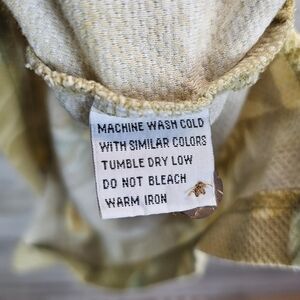 MACHINE WASH COLD
WITH SIMILAR COLORS
TUMBLE DRY LOW
DO NOT BLEACH
WARM IRON